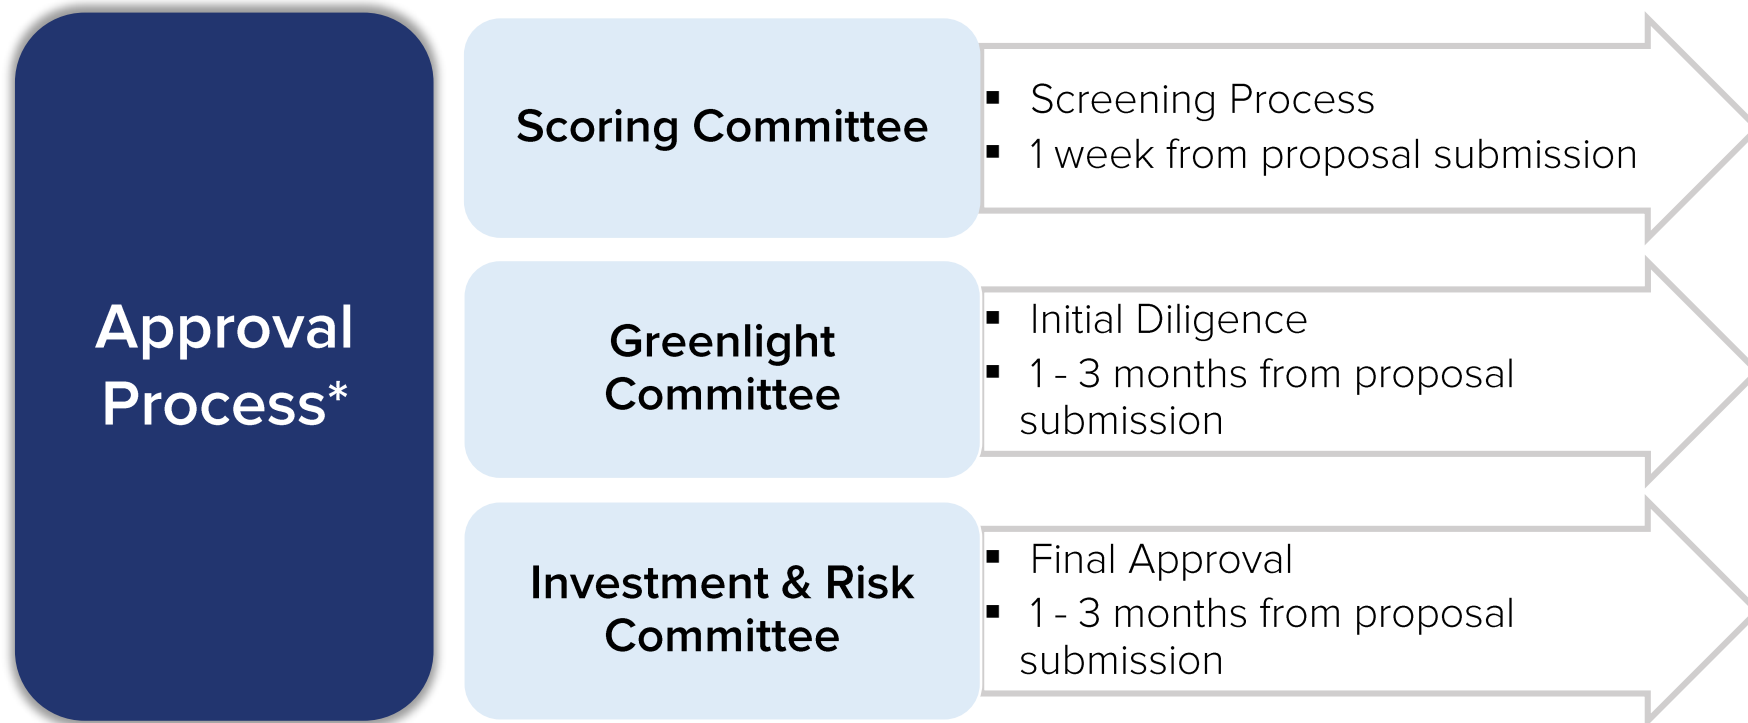 Approval
Process*
Scoring Committee
▪ Screening Process
▪ 1 week from proposal submission
Greenlight
Committee
▪ Initial Diligence
▪ 1 - 3 months from proposal
submission
Investment & Risk
Committee
▪ Final Approval
▪ 1 - 3 months from proposal
submission